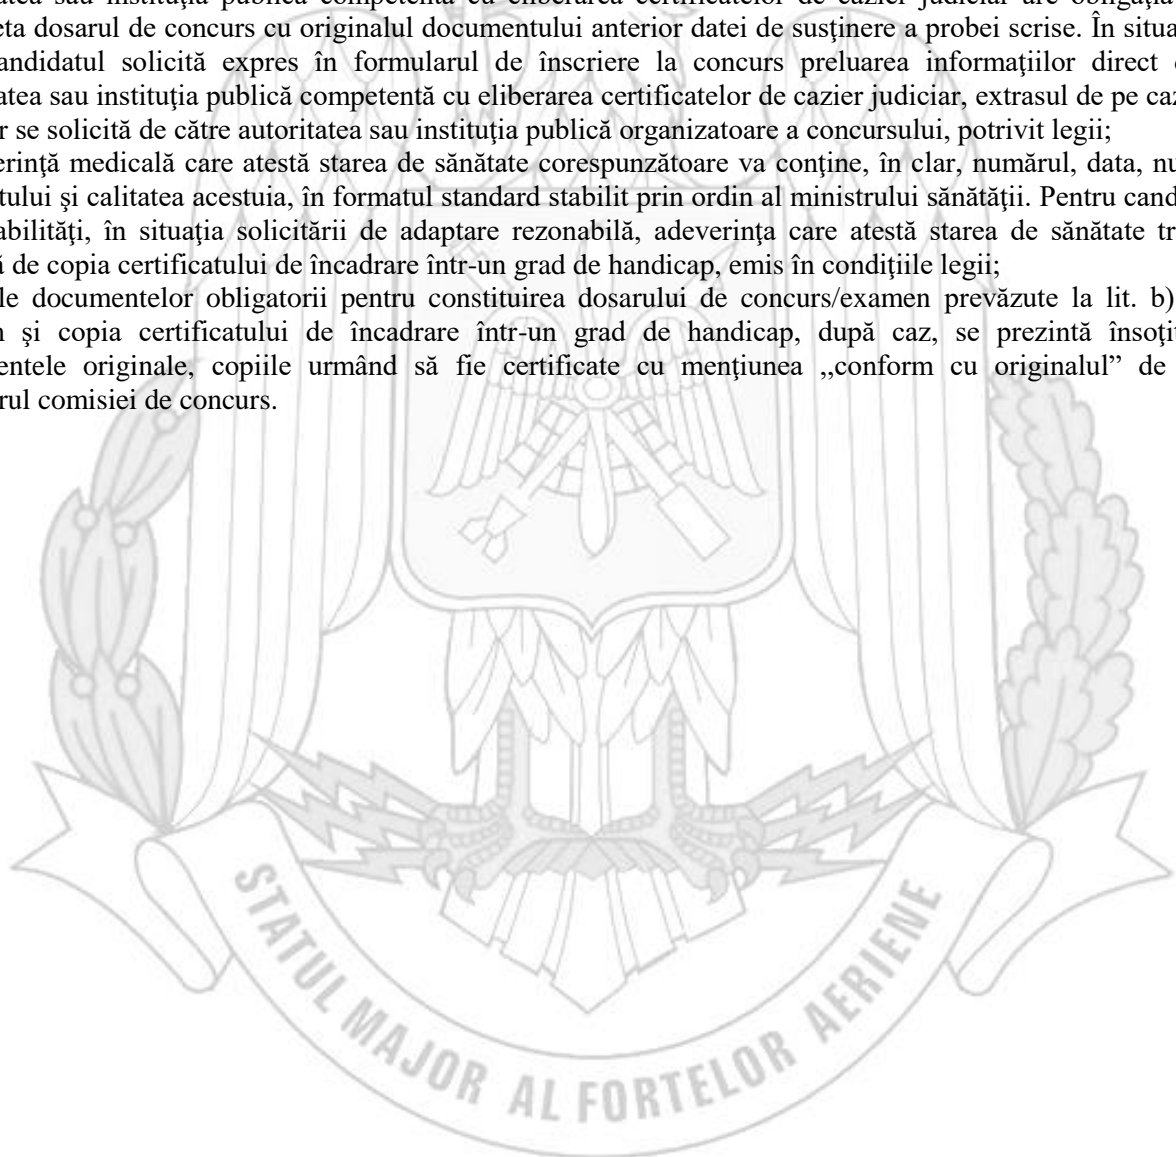 tea sau instituţia publică competentă cu eliberarea certificatelor de cazier judiciar are obligaţia
eta dosarul de concurs cu originalul documentului anterior datei de susţinere a probei scrise. În situa
andidatul solicită expres în formularul de înscriere la concurs preluarea informaţiilor direct
atea sau instituţia publică competentă cu eliberarea certificatelor de cazier judiciar, extrasul de pe caz
r se solicită de către autoritatea sau instituţia publică organizatoare a concursului, potrivit legii;
erinţă medicală care atestă starea de sănătate corespunzătoare va conţine, în clar, numărul, data, nu
tului şi calitatea acestuia, în formatul standard stabilit prin ordin al ministrului sănătăţii. Pentru cand
abilităţi, în situaţia solicitării de adaptare rezonabilă, adeverinţa care atestă starea de sănătate tr
ă de copia certificatului de încadrare într-un grad de handicap, emis în condiţiile legii;
le documentelor obligatorii pentru constituirea dosarului de concurs/examen prevăzute la lit. b)
şi copia certificatului de încadrare într-un grad de handicap, după caz, se prezintă însoţi
entele originale, copiile urmând să fie certificate cu menţiunea „conform cu originalul” de
rul comisiei de concurs.
STATUL MAJOR AL FORTELOR AERIENE